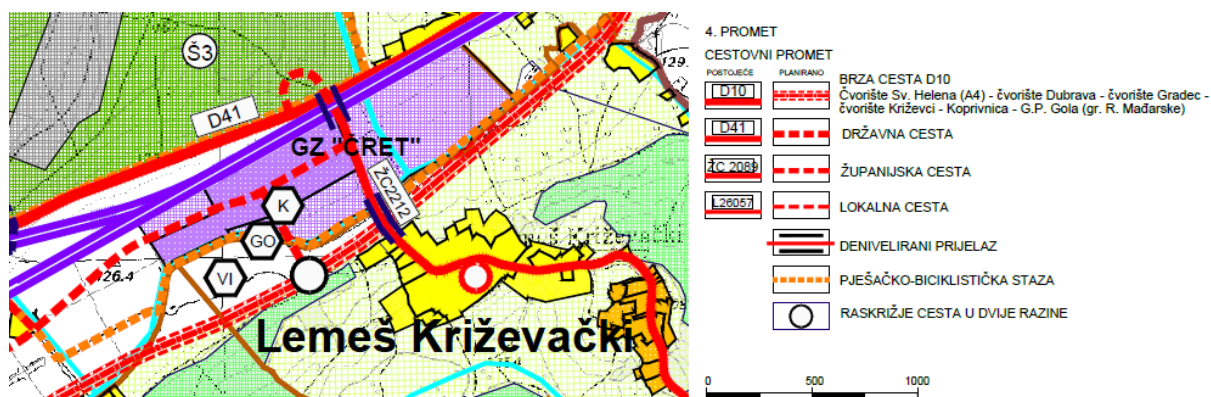 Š3
D41
GZ "ČRET"
ŽC2212
K
GO
VI
126.4
129.
Lemeš Križevački
4. PROMET
CESTOVNI PROMET
POSTOJEĆE PLANIRANO
D10
BRZA CESTA D10
Čvorište Sv. Helena (A4) - čvorište Dubrava - čvorište Gradec -
čvorište Križevci - Koprivnica - G.P. Gola (gr. R. Mađarske)
D41
DRŽAVNA CESTA
ŽC 2089
ŽUPANIJSKA CESTA
L26057
LOKALNA CESTA
DENIVELIRANI PRIJELAZ
PJEŠAČKO-BICIKLISTIČKA STAZA
RASKRIŽJE CESTA U DVIJE RAZINE
0 500 1000